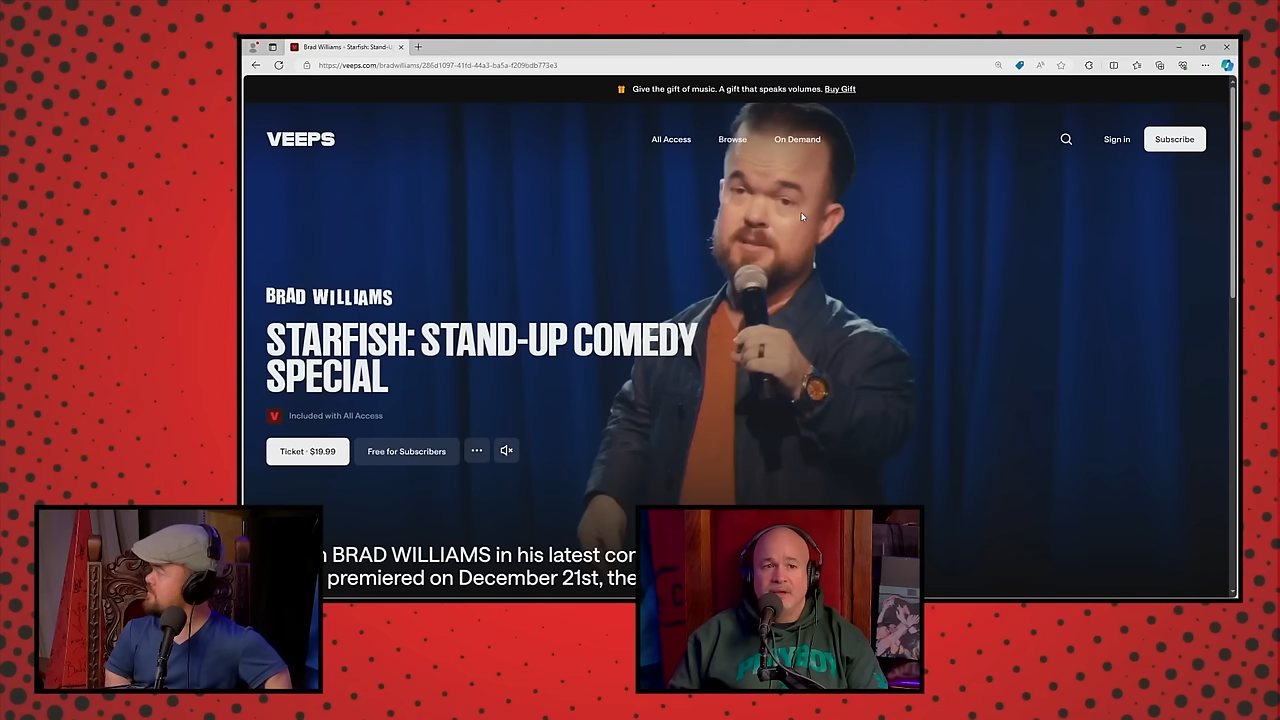 Brad Williams - Starfish: Stand-U
https://veeps.com/bradwilliams/286d1097-41fd-44a3-ba5a-f209bdb773e3
Give the gift of music. A gift that speaks volumes. Buy Gift
VEEPS
All Access
Browse
On Demand
Sign in
Subscribe
BRAD WILLIAMS
STARFISH: STAND-UP COMEDY
SPECIAL
V
Included with All Access
Ticket · $19.99
Free for Subscribers
BRAD WILLIAMS in his latest
premiered on December 21st, the
PLAYBOY